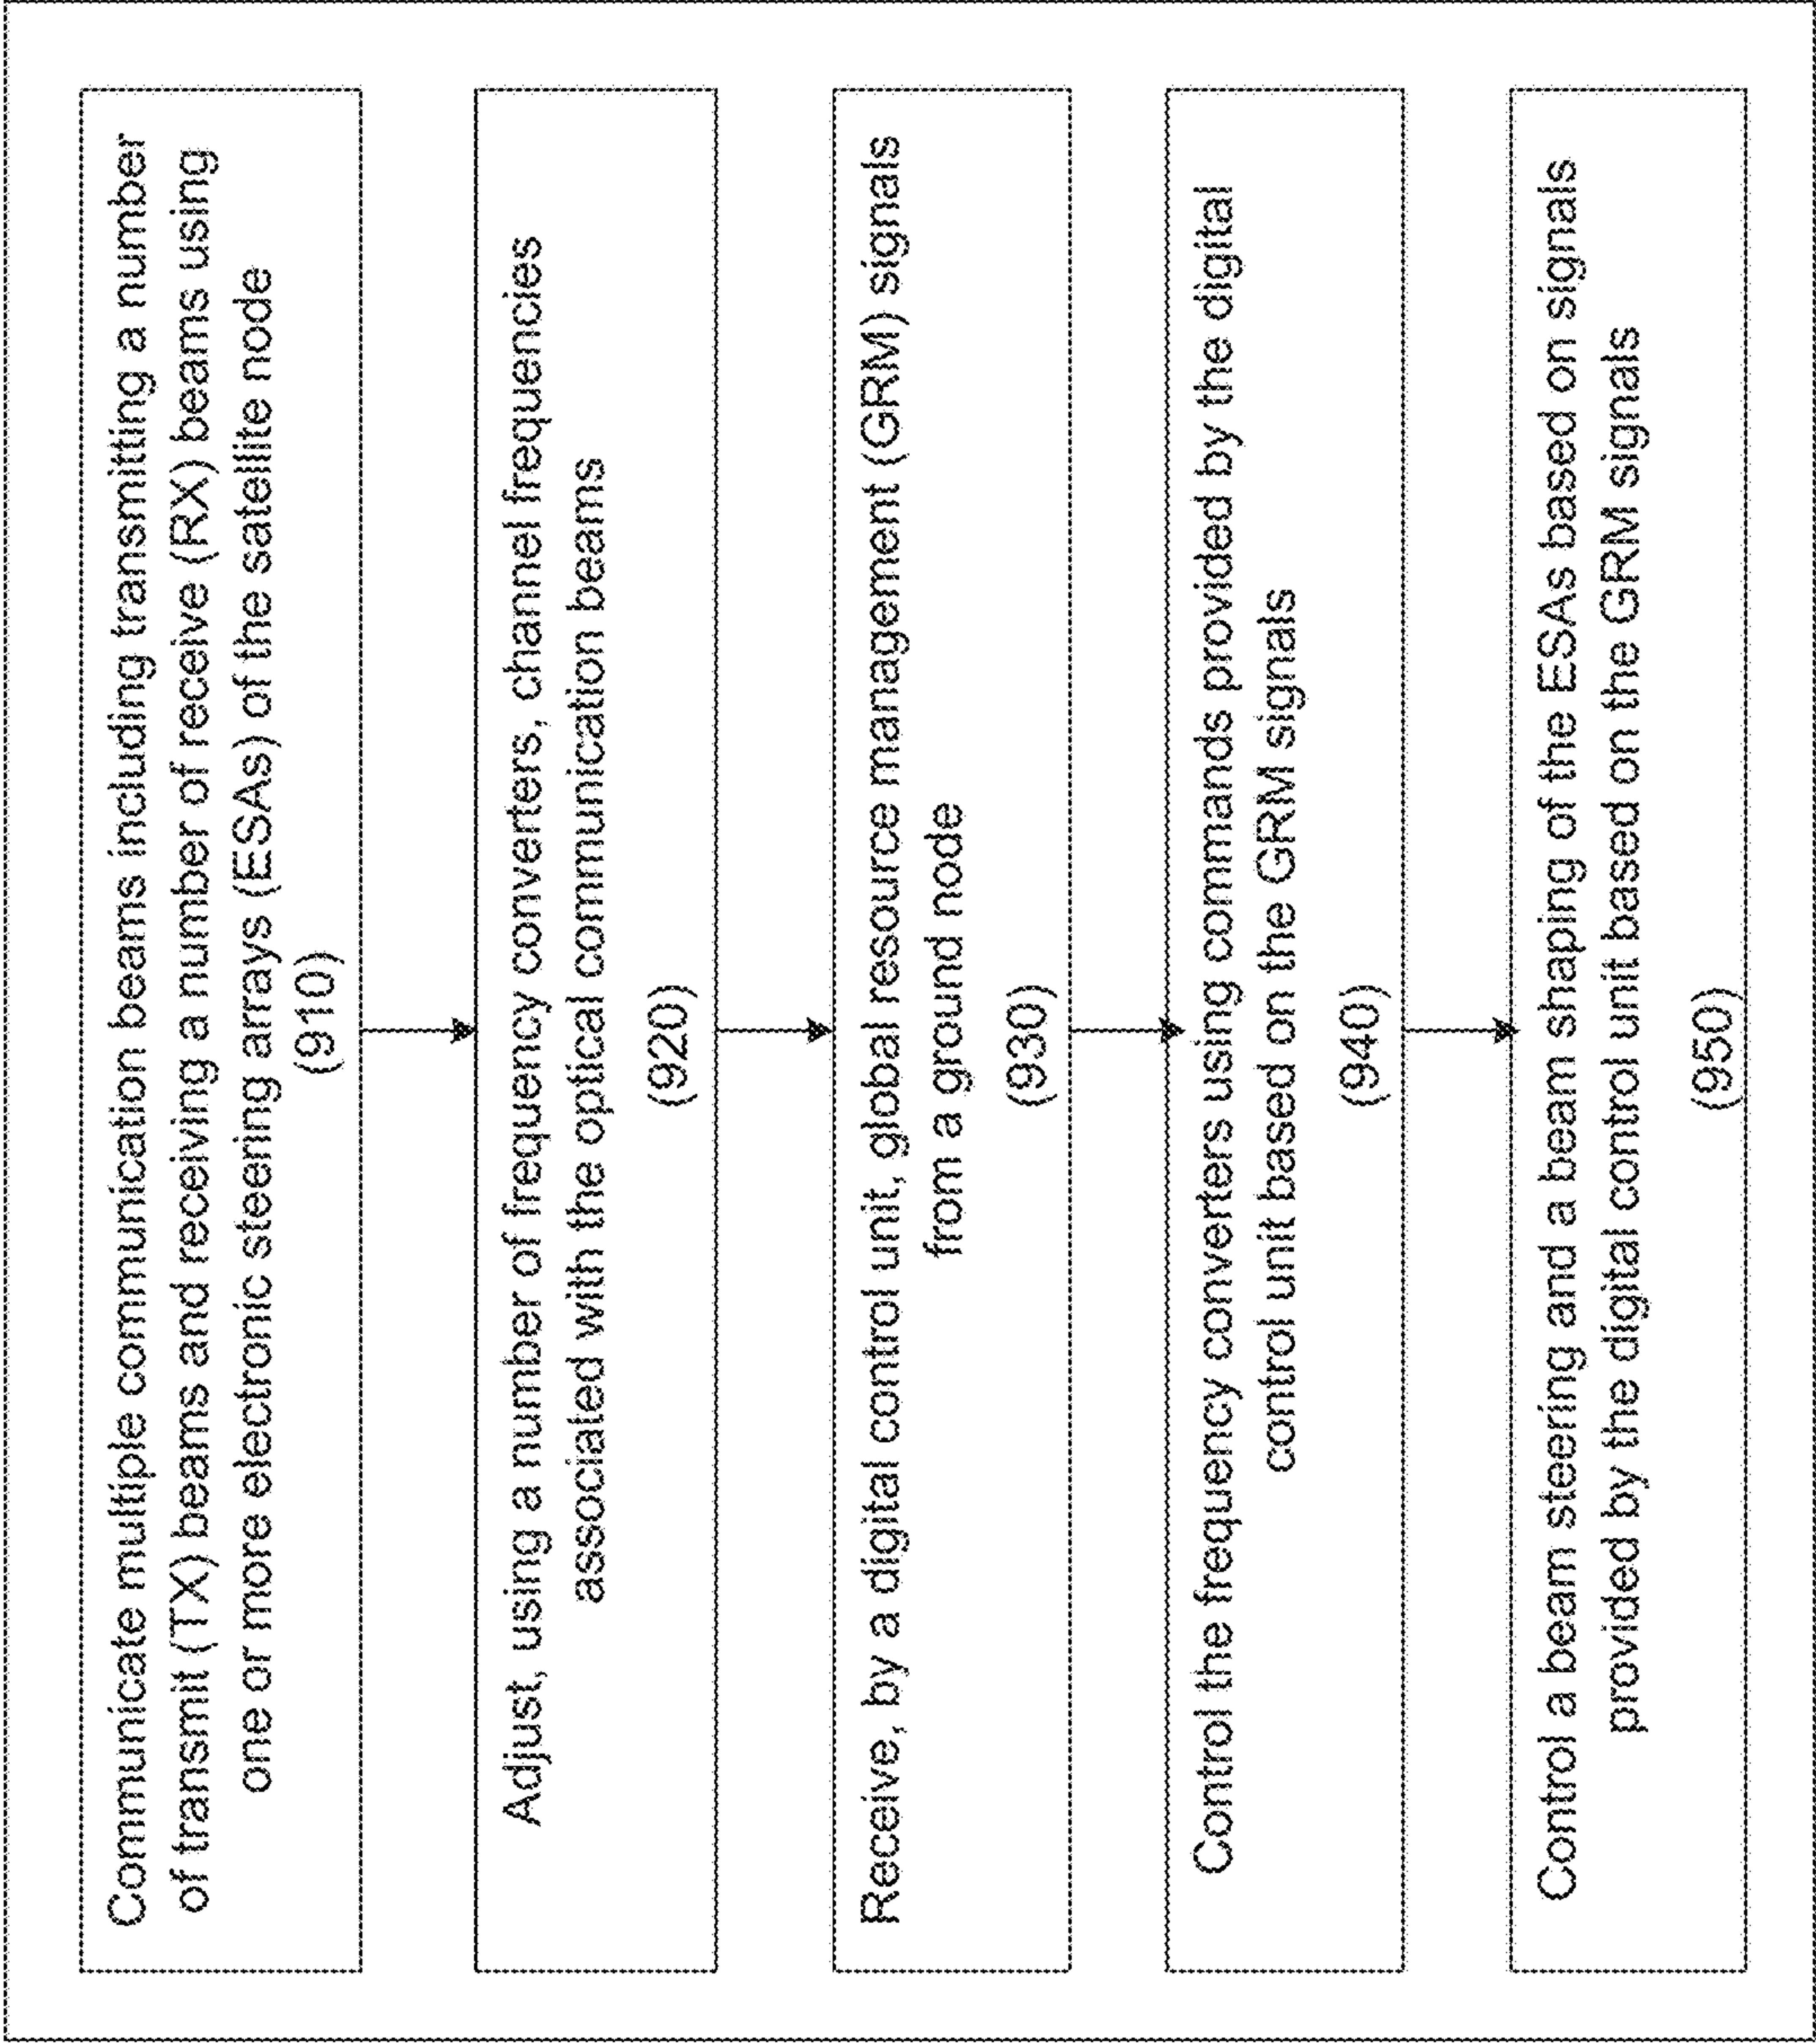 Communicate multiple communication beams including transmitting a number
of transmit (TX) beams and receiving a number of receive (RX) beams using
one or more electronic steering arrays (ESAs) of the satellite node
(910)
Adjust, using a number of frequency converters, channel frequencies
associated with the optical communication beams
(920)
Receive, by a digital control unit, global resource management (GRM) signals
from a ground node
(930)
Control the frequency converters using commands provided by the digital
control unit based on the GRM signals
(940)
Control a beam steering and a beam shaping of the ESAs based on signals
provided by the digital control unit based on the GRM signals
(950)